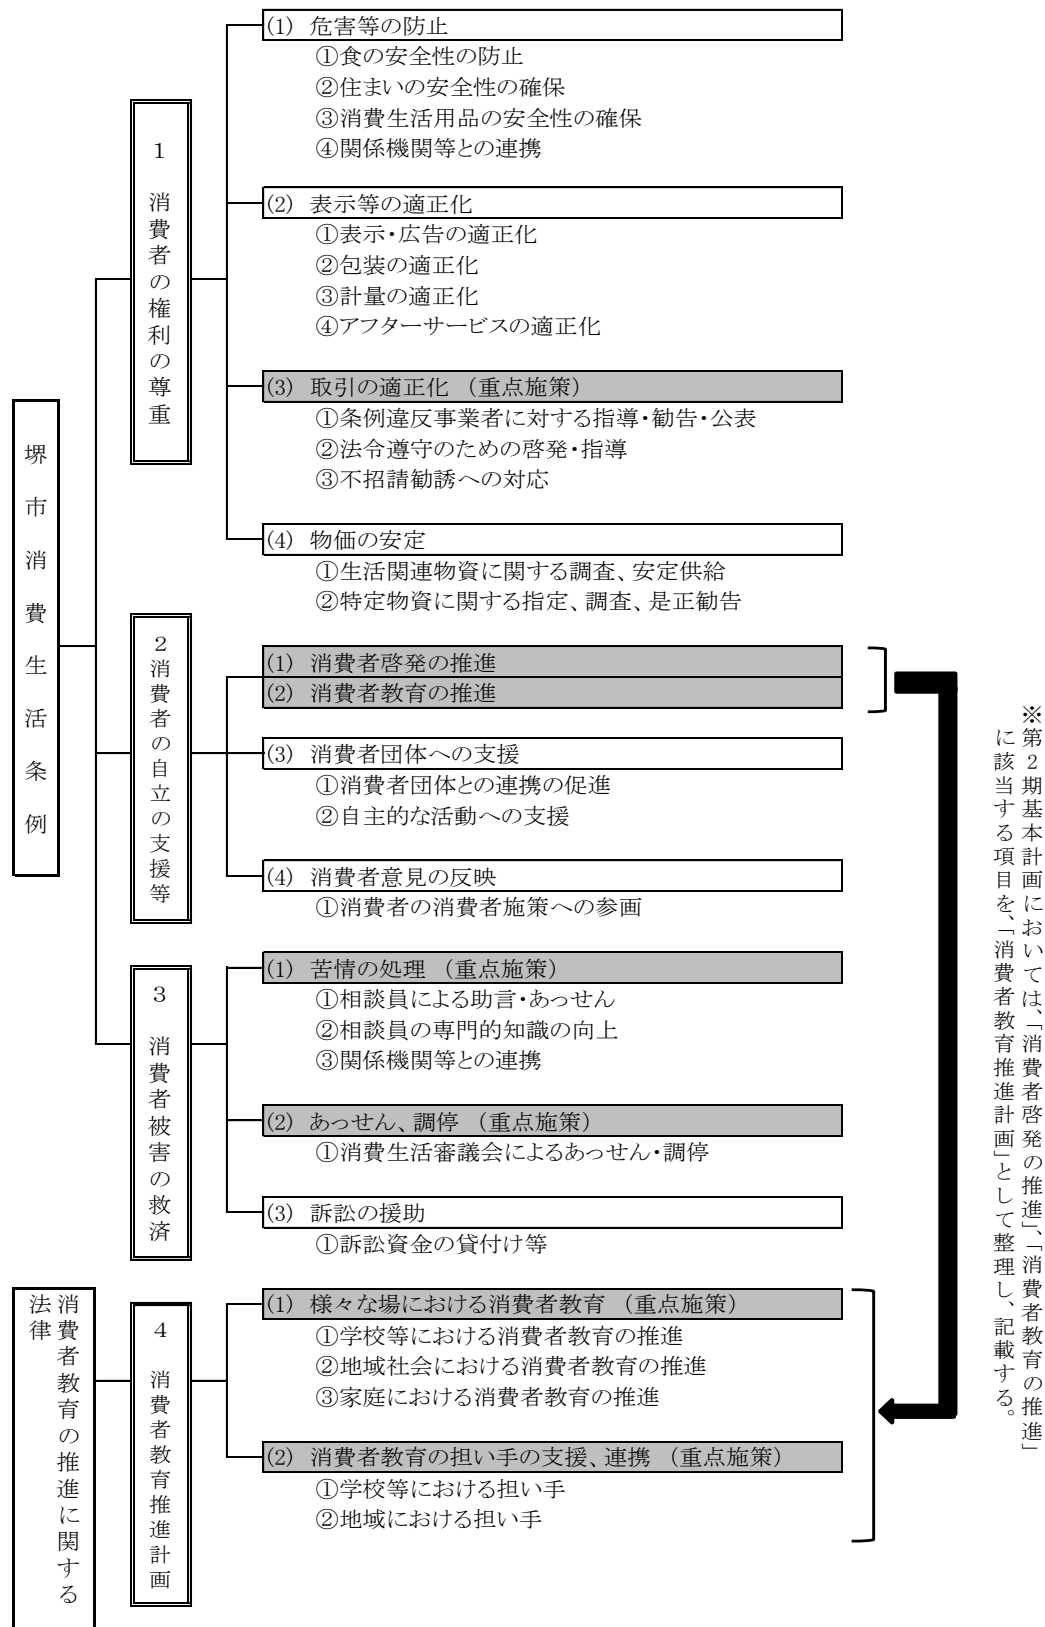 堺市消費生活条例
１ 消費者の権利の尊重
(1) 危害等の防止
①食の安全性の防止
②住まいの安全性の確保
③消費生活用品の安全性の確保
④関係機関等との連携
(2) 表示等の適正化
①表示・広告の適正化
②包装の適正化
③計量の適正化
④アフターサービスの適正化
(3) 取引の適正化 （重点施策）
①条例違反事業者に対する指導・勧告・公表
②法令遵守のための啓発・指導
③不招請勧誘への対応
(4) 物価の安定
①生活関連物資に関する調査、安定供給
②特定物資に関する指定、調査、是正勧告
２消費者の自立の支援等
(1) 消費者啓発の推進
(2) 消費者教育の推進
(3) 消費者団体への支援
①消費者団体との連携の促進
②自主的な活動への支援
(4) 消費者意見の反映
①消費者の消費者施策への参画
３ 消費者被害の救済
(1) 苦情の処理 （重点施策）
①相談員による助言・あっせん
②相談員の専門的知識の向上
③関係機関等との連携
(2) あっせん、調停 （重点施策）
①消費生活審議会によるあっせん・調停
(3) 訴訟の援助
①訴訟資金の貸付け等
消費者教育の推進に関する
法律
４ 消費者教育推進計画
(1) 様々な場における消費者教育 （重点施策）
①学校等における消費者教育の推進
②地域社会における消費者教育の推進
③家庭における消費者教育の推進
(2) 消費者教育の担い手の支援、連携 （重点施策）
①学校等における担い手
②地域における担い手
※第２期基本計画においては、「消費者啓発の推進」、「消費者教育の推進」
に該当する項目を、「消費者教育推進計画」として整理し、記載する。